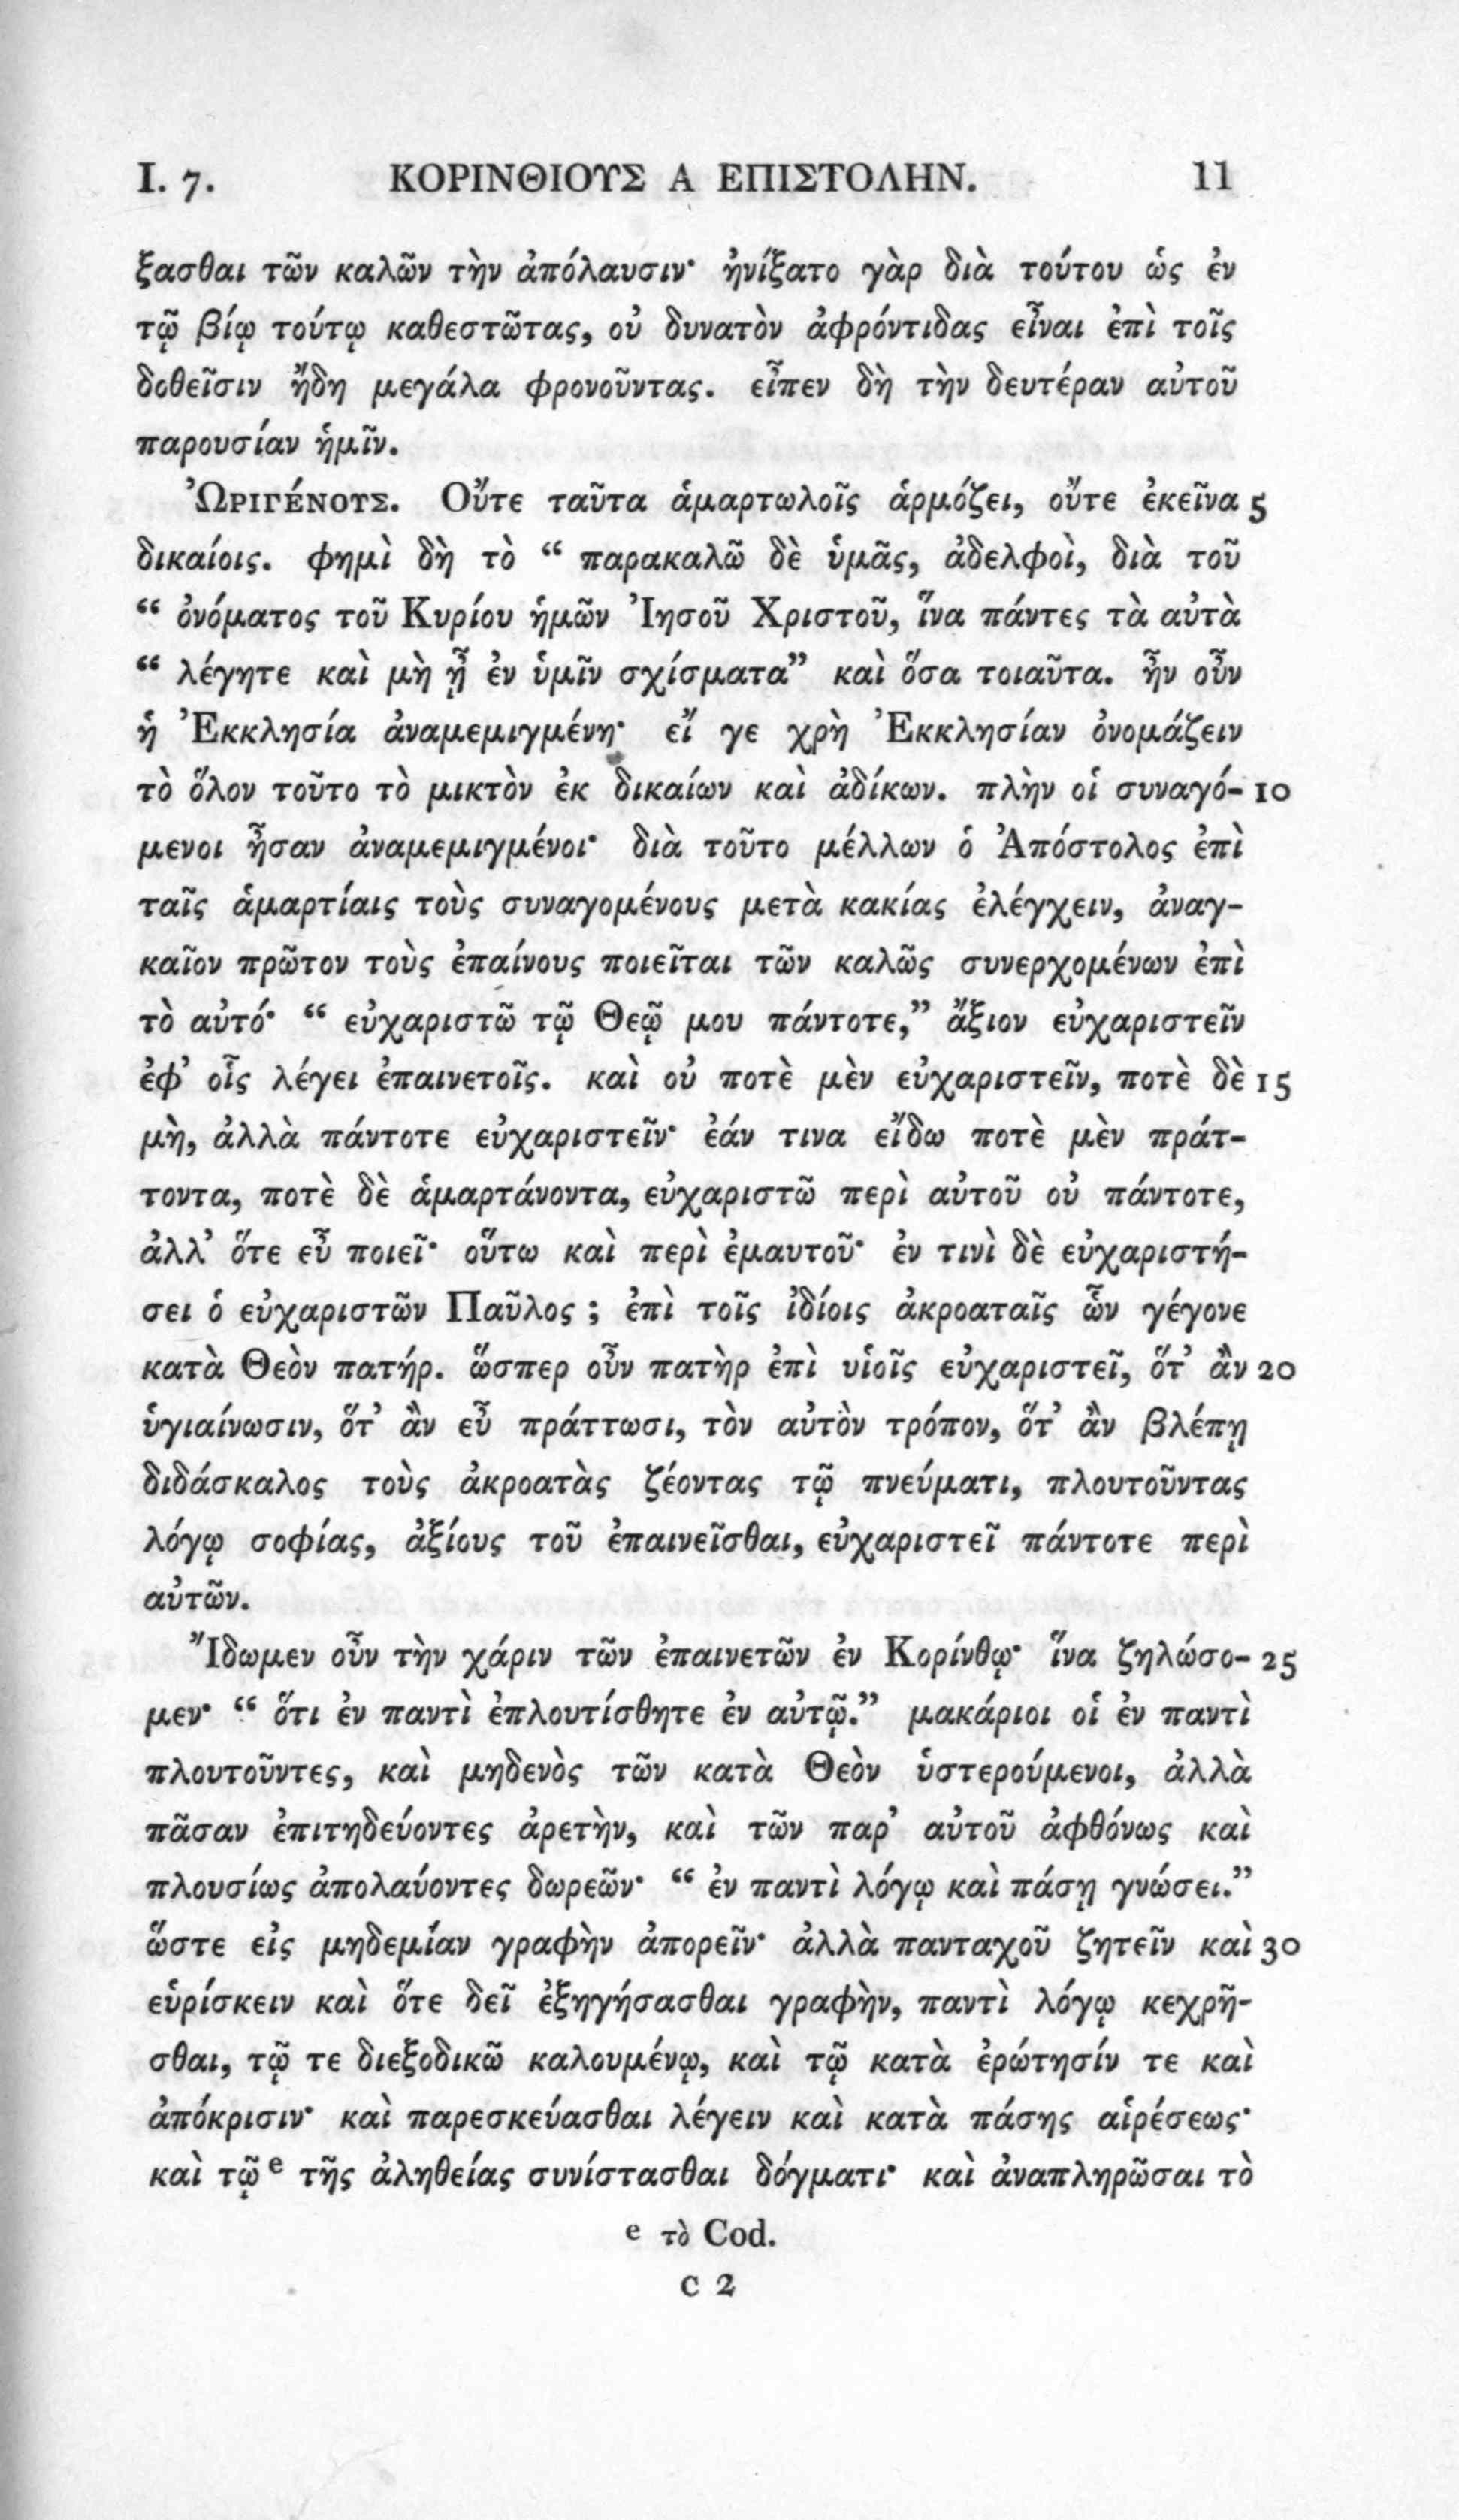 I. 7. ΚΟΡΙΝΘΙΟΥΣ Α ΕΠΙΣΤΟΛΗΝ. 11
ξασθαι τῶν καλῶν τὴν ἀπόλαυσιν· ἠνίξατο γὰρ διὰ τούτου ὡς ἐν
τῷ βίῳ τούτῳ καθεστῶτας, οὐ δυνατὸν ἀφρόντιδας εἶναι ἐπὶ τοῖς
δοθεῖσιν ἤδη μεγάλα φρονοῦντας. εἶπεν δὴ τὴν δευτέραν αὐτοῦ
παρουσίαν ἡμῖν.
ὨΡΙΓΈΝΟΥΣ. Οὔτε ταῦτα ἁμαρτωλοῖς ἁρμόζει, οὔτε ἐκεῖνα 5
δικαίοις. φημὶ δὴ τὸ “ παρακαλῶ δὲ ὑμᾶς, ἀδελφοὶ, διὰ τοῦ
“ ὀνόματος τοῦ Κυρίου ἡμῶν Ἰησοῦ Χριστοῦ, ἵνα πάντες τὰ αὐτὰ
“ λέγητε καὶ μὴ ᾖ ἐν ὑμῖν σχίσματα” καὶ ὅσα τοιαῦτα. ἦν οὖν
ἡ Ἐκκλησία ἀναμεμιγμένη· εἴ γε χρὴ Ἐκκλησίαν ὀνομάζειν
τὸ ὅλον τοῦτο τὸ μικτὸν ἐκ δικαίων καὶ ἀδίκων. πλὴν οἱ συναγό- 10
μενοι ἦσαν ἀναμεμιγμένοι· διὰ τοῦτο μέλλων ὁ Ἀπόστολος ἐπὶ
ταῖς ἁμαρτίαις τοὺς συναγομένους μετὰ κακίας ἐλέγχειν, ἀναγ-
καῖον πρῶτον τοὺς ἐπαίνους ποιεῖται τῶν καλῶς συνερχομένων ἐπὶ
τὸ αὐτό· “ εὐχαριστῶ τῷ Θεῷ μου πάντοτε,” ἄξιον εὐχαριστεῖν
ἐφ’ οἷς λέγει ἐπαινετοῖς. καὶ οὐ ποτὲ μὲν εὐχαριστεῖν, ποτὲ δὲ 15
μὴ, ἀλλὰ πάντοτε εὐχαριστεῖν· ἐάν τινα εἴδω ποτὲ μὲν πράτ-
τοντα, ποτὲ δὲ ἁμαρτάνοντα, εὐχαριστῶ περὶ αὐτοῦ οὐ πάντοτε,
ἀλλ’ ὅτε εὖ ποιεῖ· οὕτω καὶ περὶ ἐμαυτοῦ· ἐν τινὶ δὲ εὐχαριστή-
σει ὁ εὐχαριστῶν Παῦλος ; ἐπὶ τοῖς ἰδίοις ἀκροαταῖς ὧν γέγονε
κατὰ Θεὸν πατήρ. ὥσπερ οὖν πατὴρ ἐπὶ υἱοῖς εὐχαριστεῖ, ὅτ’ ἂν 20
ὑγιαίνωσιν, ὅτ’ ἂν εὖ πράττωσι, τὸν αὐτὸν τρόπον, ὅτ’ ἂν βλέπῃ
διδάσκαλος τοὺς ἀκροατὰς ζέοντας τῷ πνεύματι, πλουτοῦντας
λόγῳ σοφίας, ἀξίους τοῦ ἐπαινεῖσθαι, εὐχαριστεῖ πάντοτε περὶ
αὐτῶν.
Ἴδωμεν οὖν τὴν χάριν τῶν ἐπαινετῶν ἐν Κορίνθῳ· ἵνα ζηλώσο- 25
μεν· “ ὅτι ἐν παντὶ ἐπλουτίσθητε ἐν αὐτῷ.” μακάριοι οἱ ἐν παντὶ
πλουτοῦντες, καὶ μηδενὸς τῶν κατὰ Θεὸν ὑστερούμενοι, ἀλλὰ
πᾶσαν ἐπιτηδεύοντες ἀρετὴν, καὶ τῶν παρ’ αὐτοῦ ἀφθόνως καὶ
πλουσίως ἀπολαύοντες δωρεῶν· “ ἐν παντὶ λόγῳ καὶ πάσῃ γνώσει.”
ὥστε εἰς μηδεμίαν γραφὴν ἀπορεῖν· ἀλλὰ πανταχοῦ ζητεῖν καὶ 30
εὑρίσκειν καὶ ὅτε δεῖ ἐξηγήσασθαι γραφὴν, παντὶ λόγῳ κεχρῆ-
σθαι, τῷ τε διεξοδικῶ καλουμένῳ, καὶ τῷ κατὰ ἐρώτησίν τε καὶ
ἀπόκρισιν· καὶ παρεσκεύασθαι λέγειν καὶ κατὰ πάσης αἱρέσεως·
καὶ τῷ e τῆς ἀληθείας συνίστασθαι δόγματι· καὶ ἀναπληρῶσαι τὸ
e τὸ Cod.
C 2